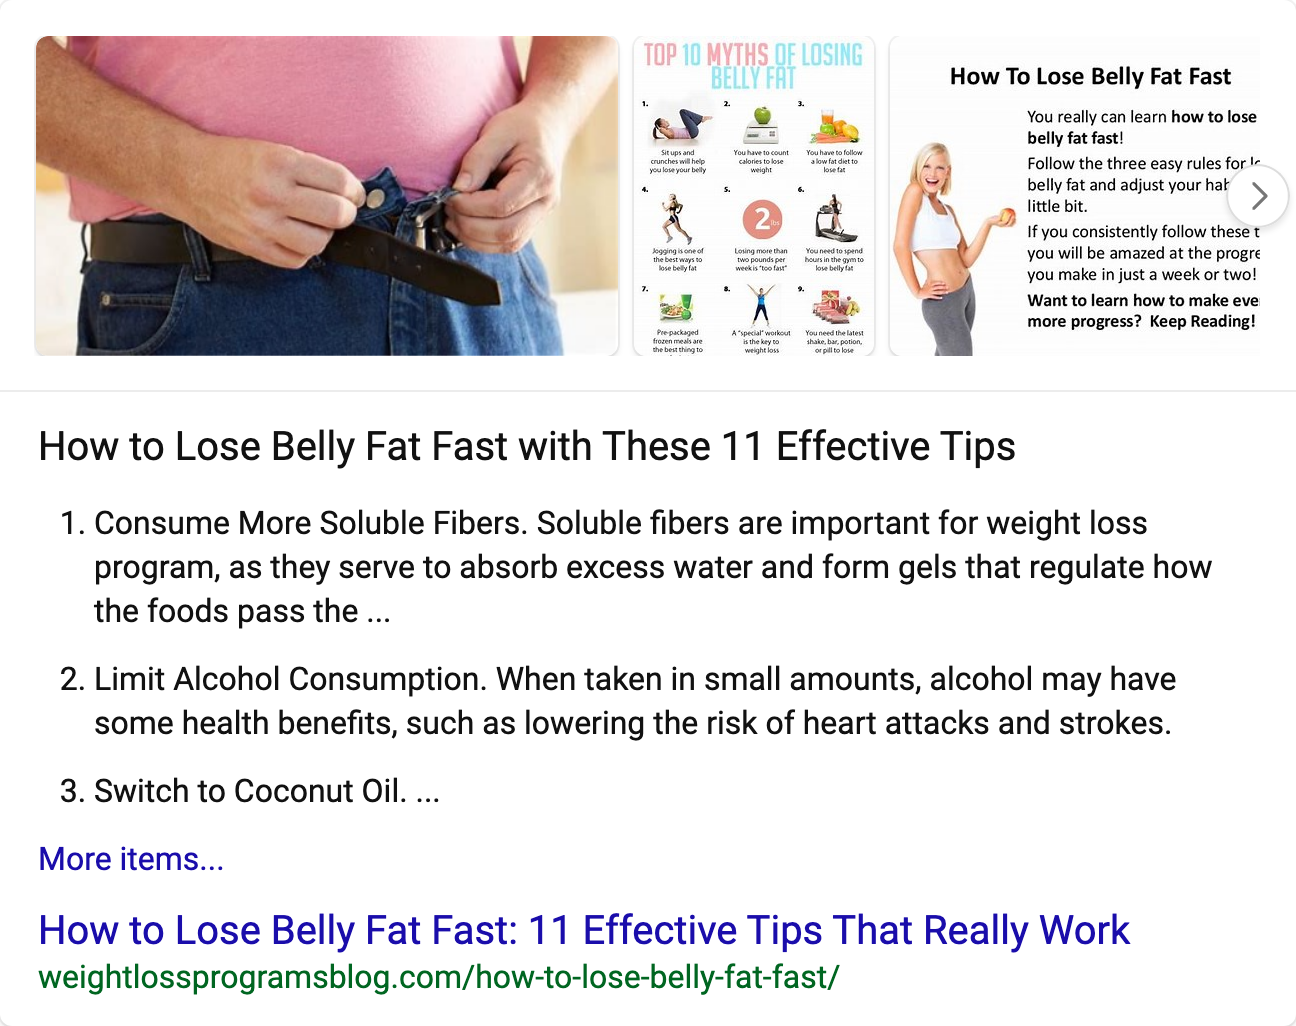 TOP 10 MYTHS OF LOSING
BELLY FAT
1.
Sit ups and
crunches will help
you lose your belly
2.
You have to count
calories to lose
weight
3.
You have to follow
a low fat diet to
lose fat
4.
Jogging is one of
the best ways to
lose belly fat
5.
2lbs
Losing more than
two pounds per
week is "too fast"
6.
You need to spend
hours in the gym to
lose belly fat
7.
Pre-packaged
frozen meals are
the best thing to
8.
A "special" workout
is the key to
weight loss
9.
You need the latest
shake, bar, potion,
or pill to lose
How To Lose Belly Fat Fast
You really can learn how to lose
belly fat fast!
Follow the three easy rules for
belly fat and adjust your
little bit.
If you consistently follow these
you will be amazed at the
you make in just a week or two!
Want to learn how to make
more progress? Keep Reading!
How to Lose Belly Fat Fast with These 11 Effective Tips
1. Consume More Soluble Fibers. Soluble fibers are important for weight loss
program, as they serve to absorb excess water and form gels that regulate how
the foods pass the ...
2. Limit Alcohol Consumption. When taken in small amounts, alcohol may have
some health benefits, such as lowering the risk of heart attacks and strokes.
3. Switch to Coconut Oil. ...
More items...
How to Lose Belly Fat Fast: 11 Effective Tips That Really Work
weightlossprogramsblog.com/how-to-lose-belly-fat-fast/